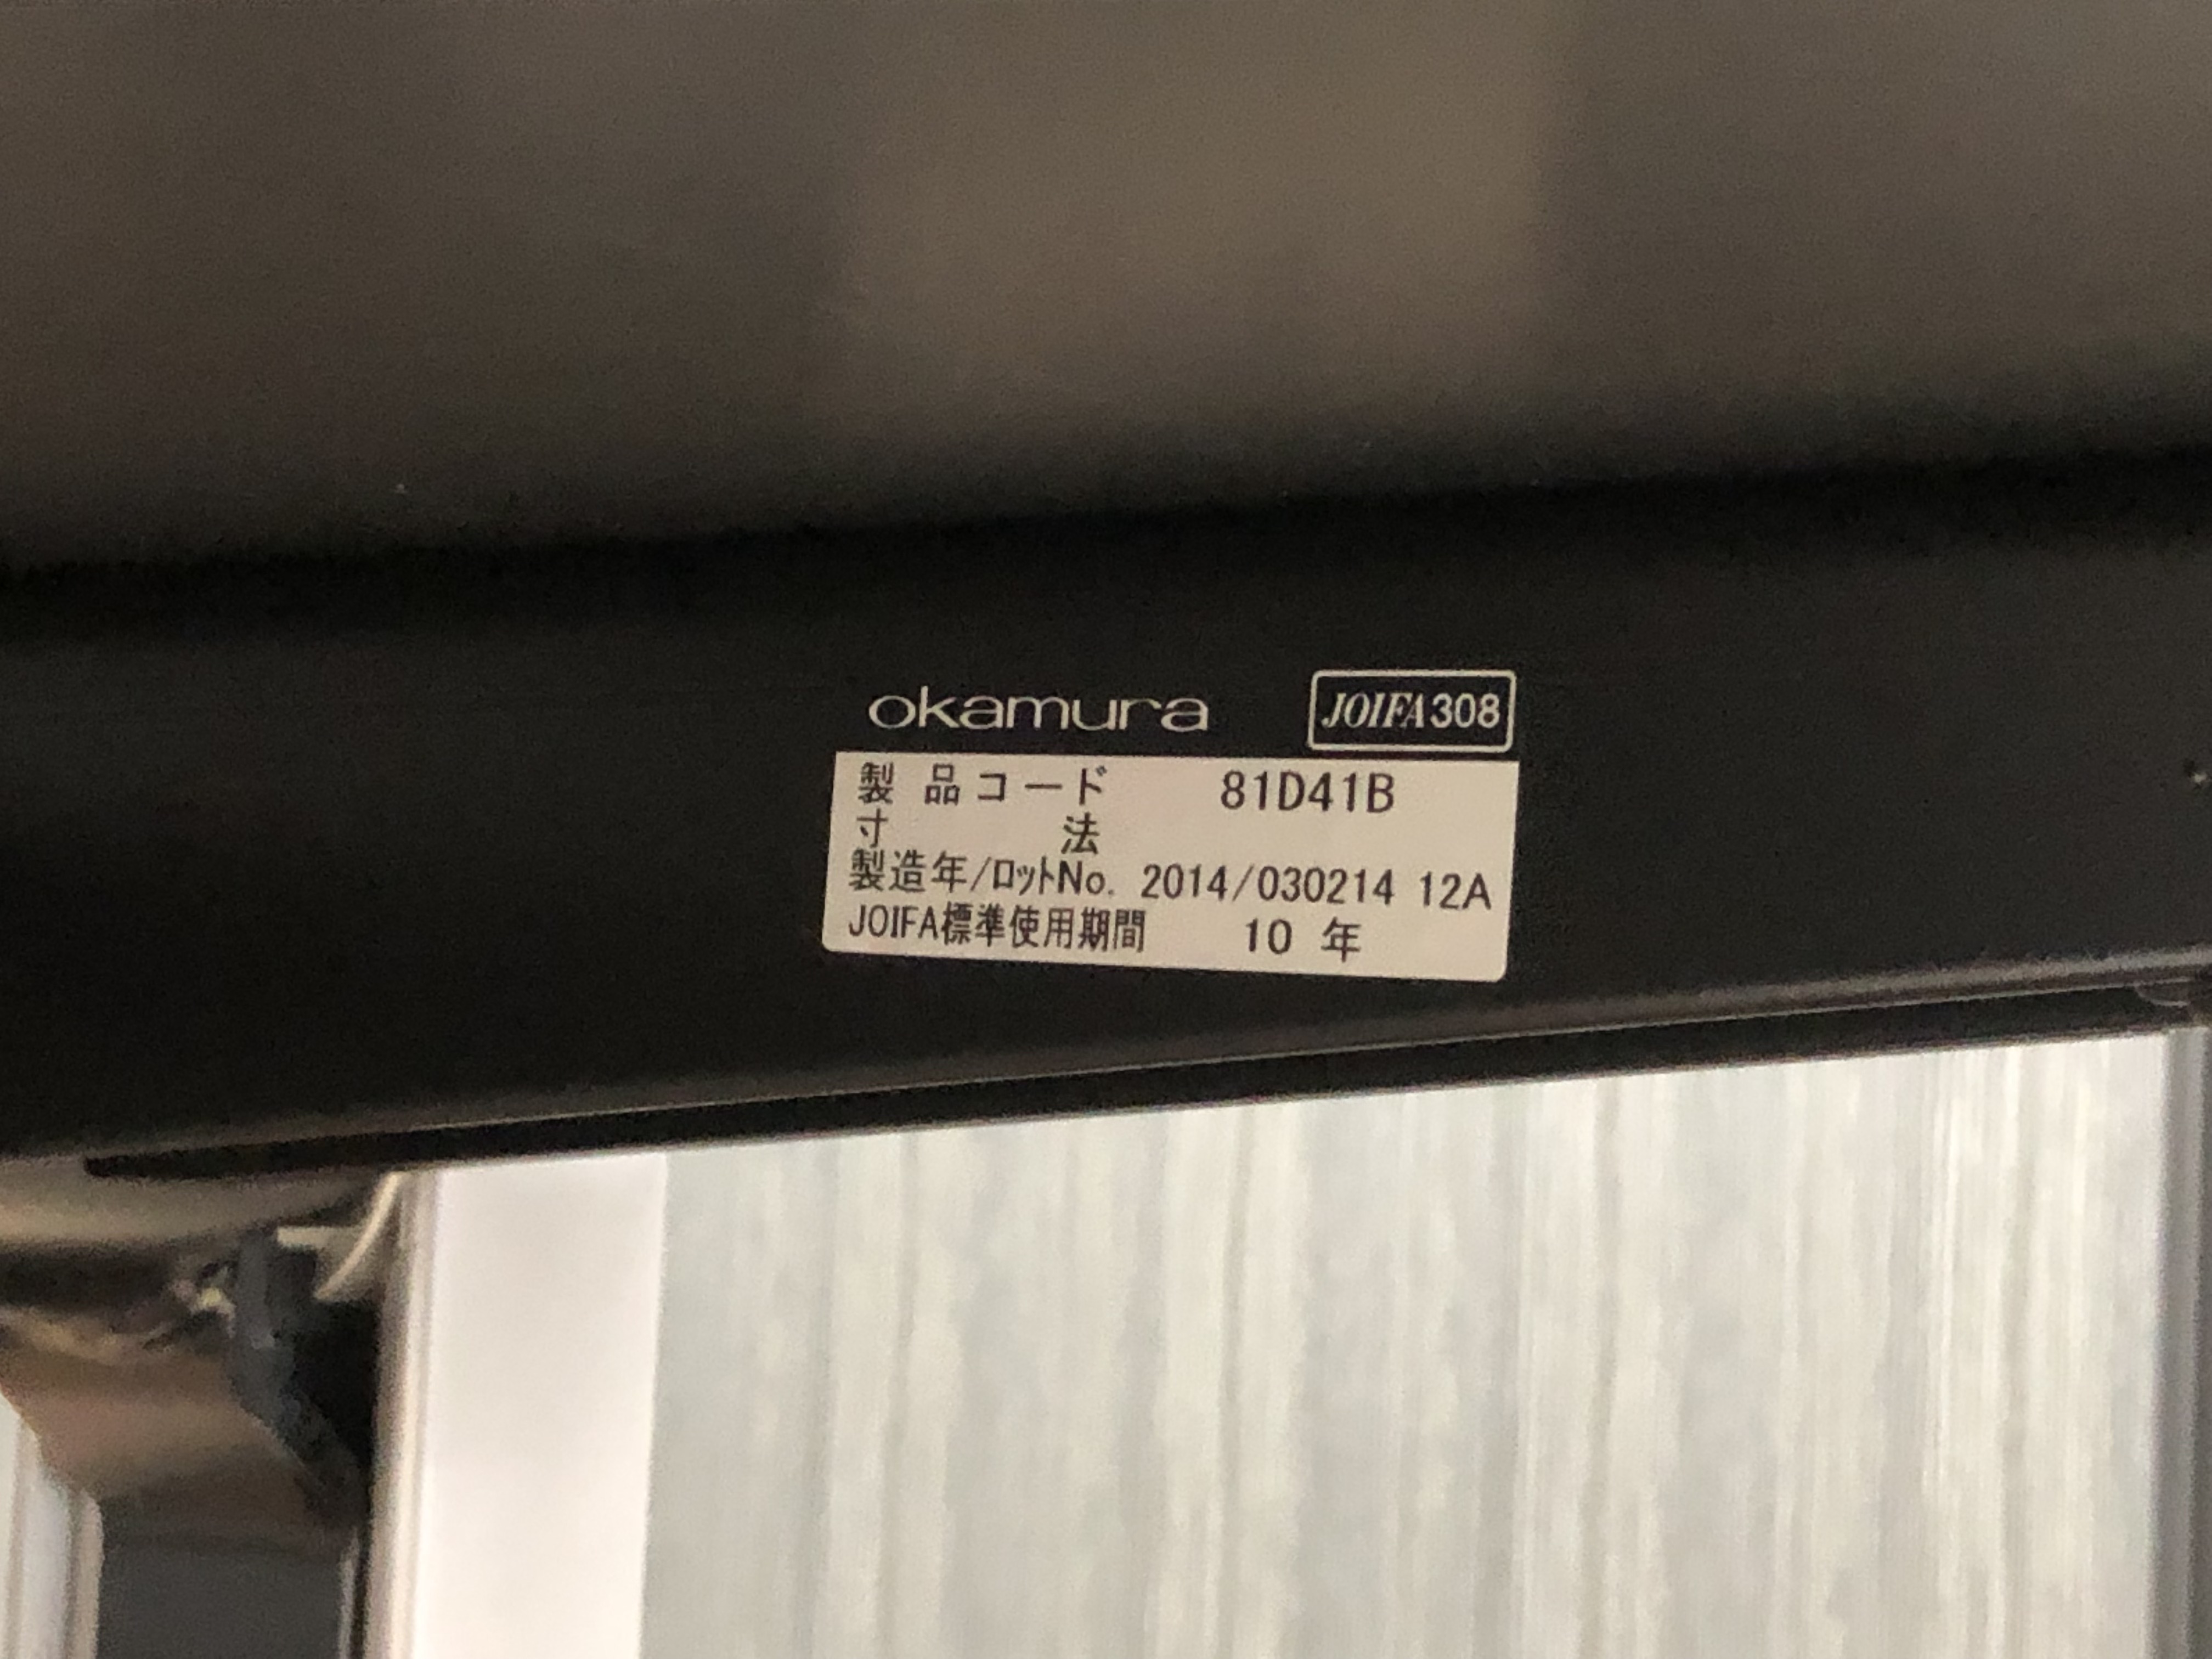 okamura JOIFA308
製品コード 81D41B
寸法
製造年/ロットNo. 2014/030214 12A
JOIFA標準使用期間 10 年